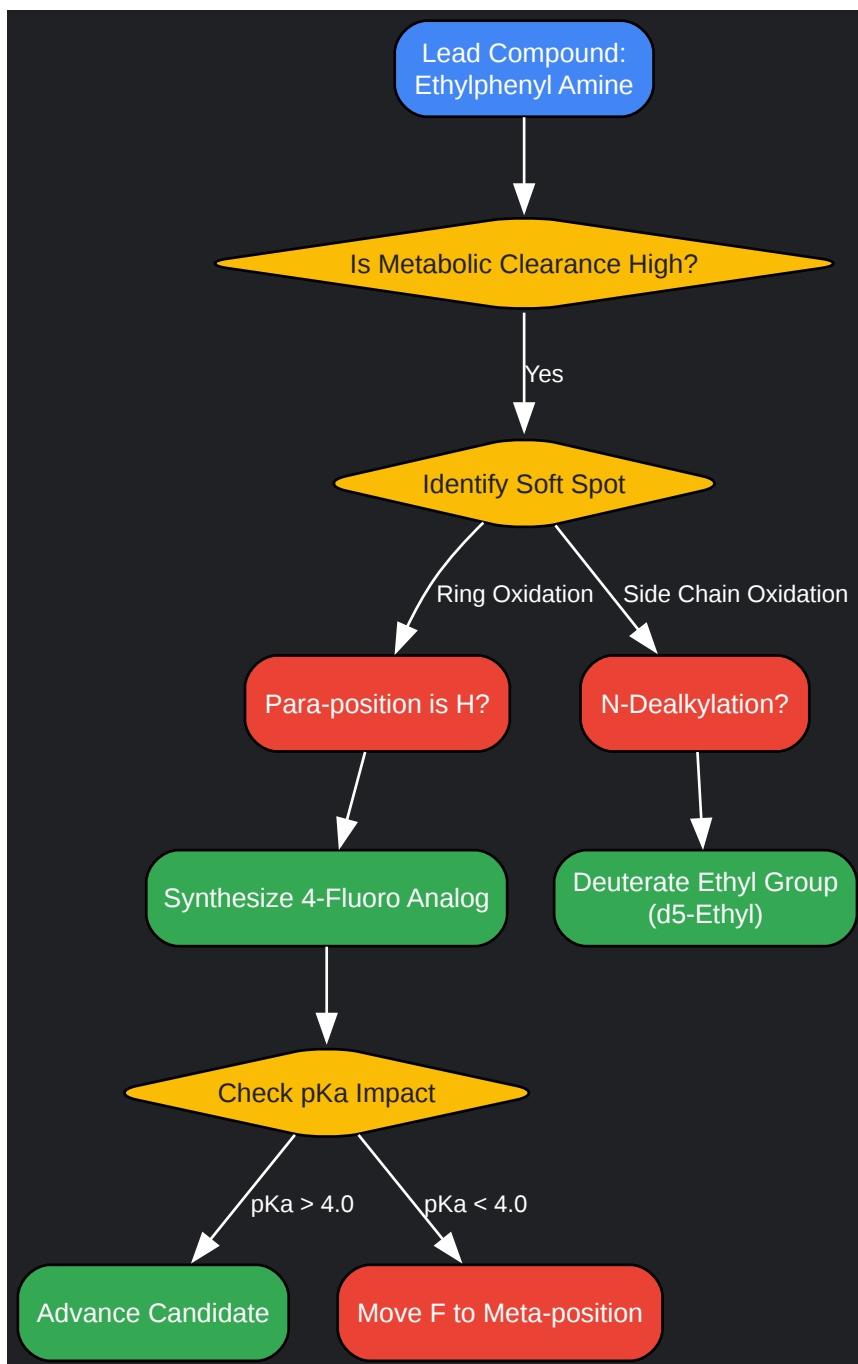 Lead Compound:
Ethylphenyl Amine
Is Metabolic Clearance High?
Yes
Identify Soft Spot
Ring Oxidation
Side Chain Oxidation
Para-position is H?
N-Dealkylation?
Synthesize 4-Fluoro Analog
Deuterate Ethyl Group
(d5-Ethyl)
Check pKa Impact
pKa > 4.0
pKa < 4.0
Advance Candidate
Move F to Meta-position